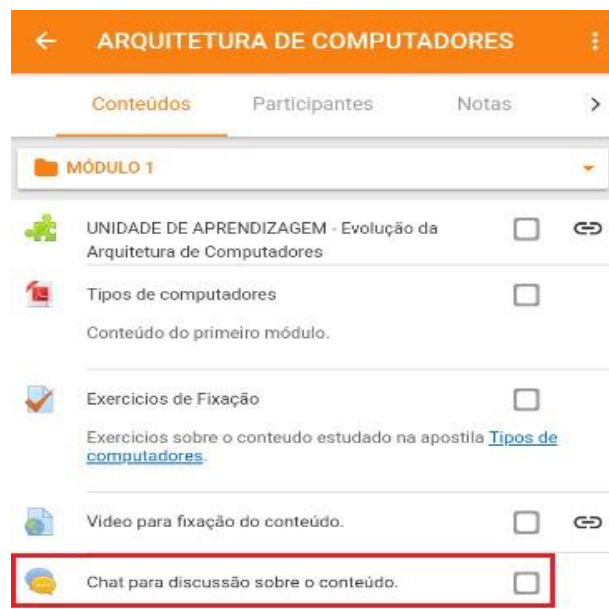 ARQUITETURA DE COMPUTADORES
Conteúdos Participantes Notas
MÓDULO 1
UNIDADE DE APRENDIZAGEM - Evolução da
Arquitetura de Computadores
Tipos de computadores
Conteúdo do primeiro módulo.
Exercicios de Fixação
Exercicios sobre o conteudo estudado na apostila Tipos de
computadores.
Video para fixação do conteúdo.
Chat para discussão sobre o conteúdo.